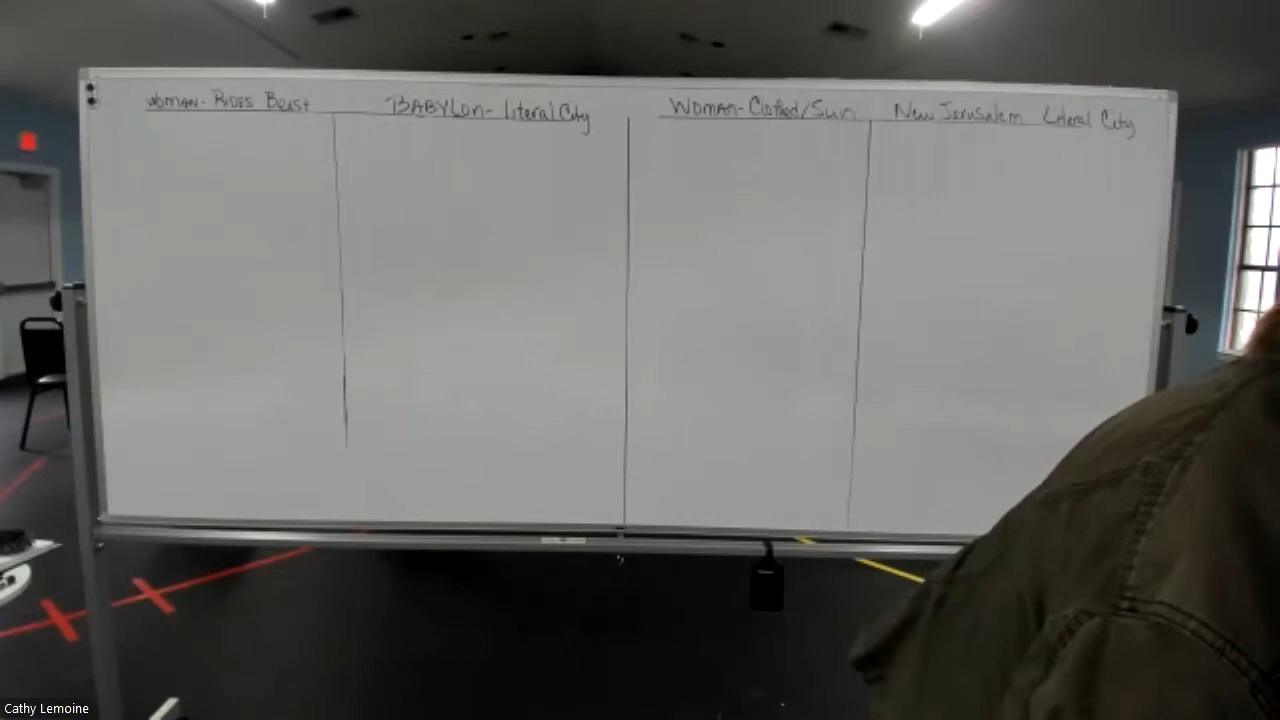 WOMAN- RIDES Beast
BABYLON- literal City
WOMAN- Clothed/Sun
New Jerusalem Literal City
Cathy Lemoine